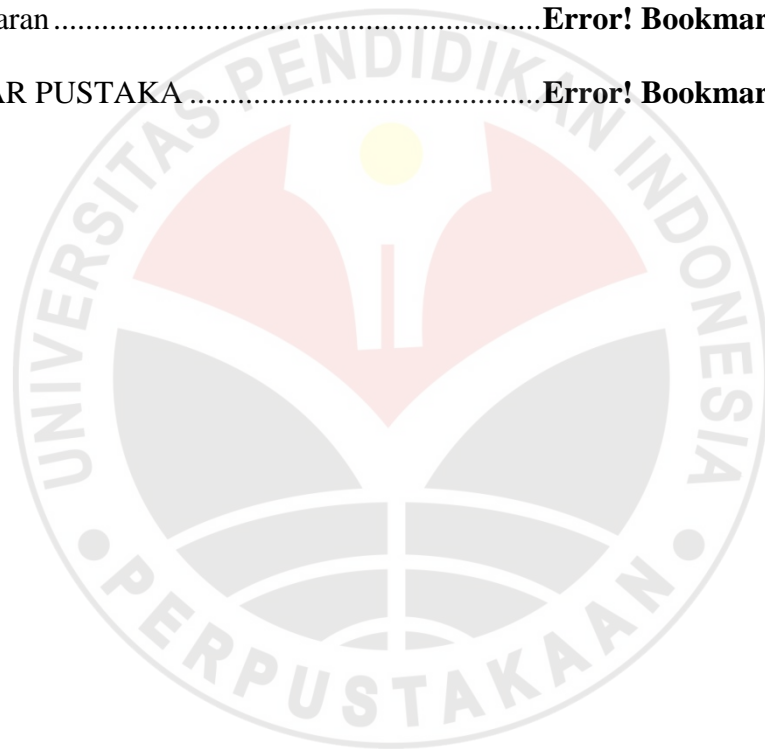 aran ............................................................. Error! Bookmar
AR PUSTAKA ............................................. Error! Bookmar
UNIVERSITAS PENDIDIKAN INDONESIA
PERPUSTAKAAN